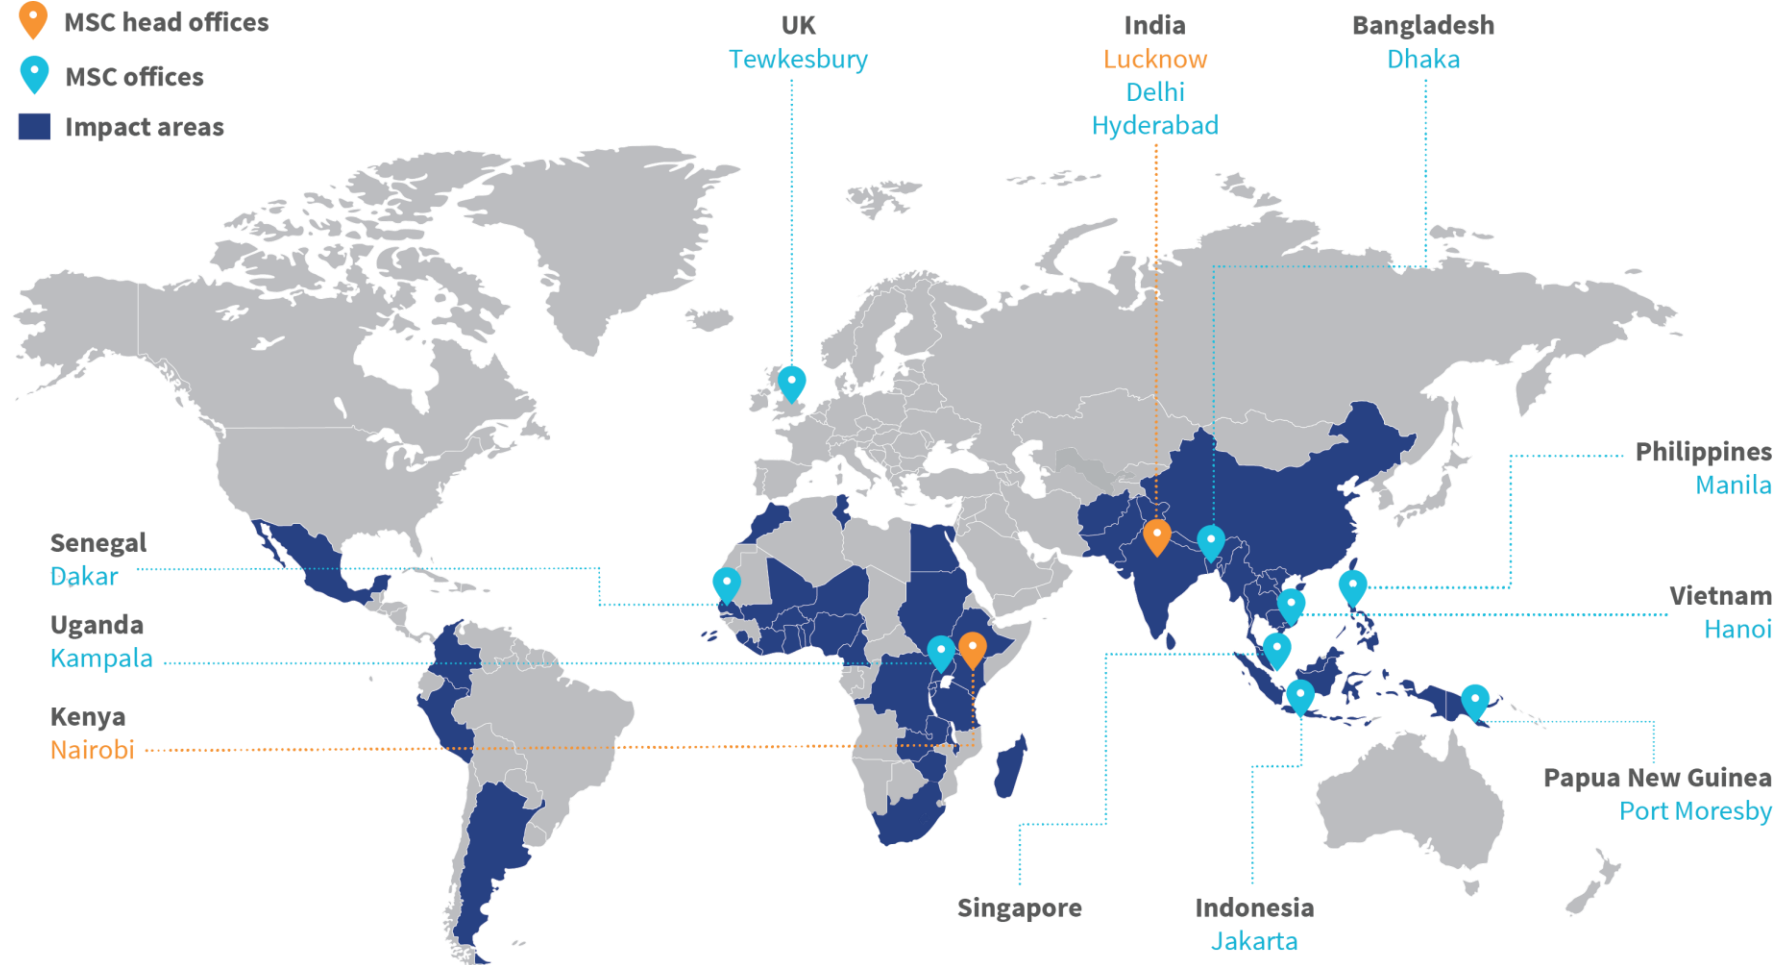 MSC head offices
MSC offices
Impact areas
UK
Tewkesbury
India
Lucknow
Delhi
Hyderabad
Bangladesh
Dhaka
Philippines
Manila
Senegal
Dakar
Vietnam
Hanoi
Uganda
Kampala
Kenya
Nairobi
Papua New Guinea
Port Moresby
Singapore
Indonesia
Jakarta